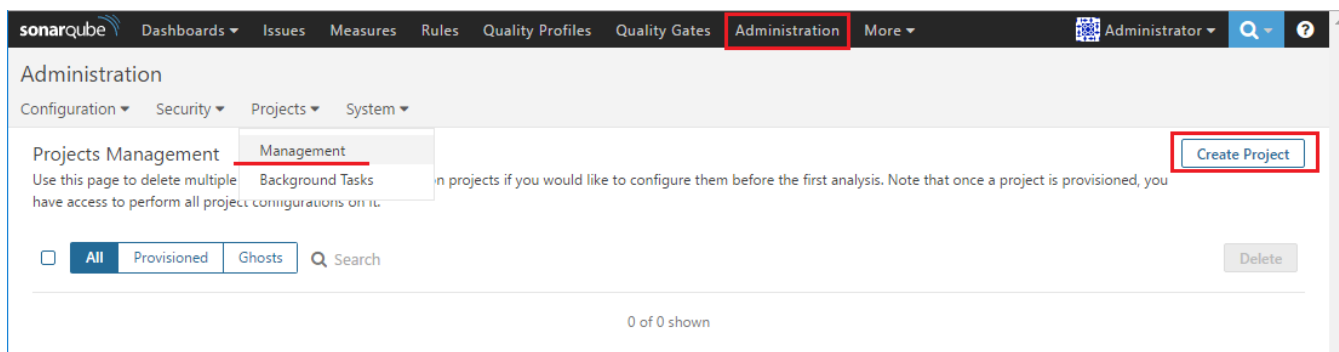 sonarqube Dashboards Issues Measures Rules Quality Profiles Quality Gates Administration More Administrator
Administration
Configuration Security Projects System
Management
Background Tasks
Projects Management
Create Project
Use this page to delete multiple n projects if you would like to configure them before the first analysis. Note that once a project is provisioned, you
have access to perform all project configurations on it.
All Provisioned Ghosts Search Delete
0 of 0 shown